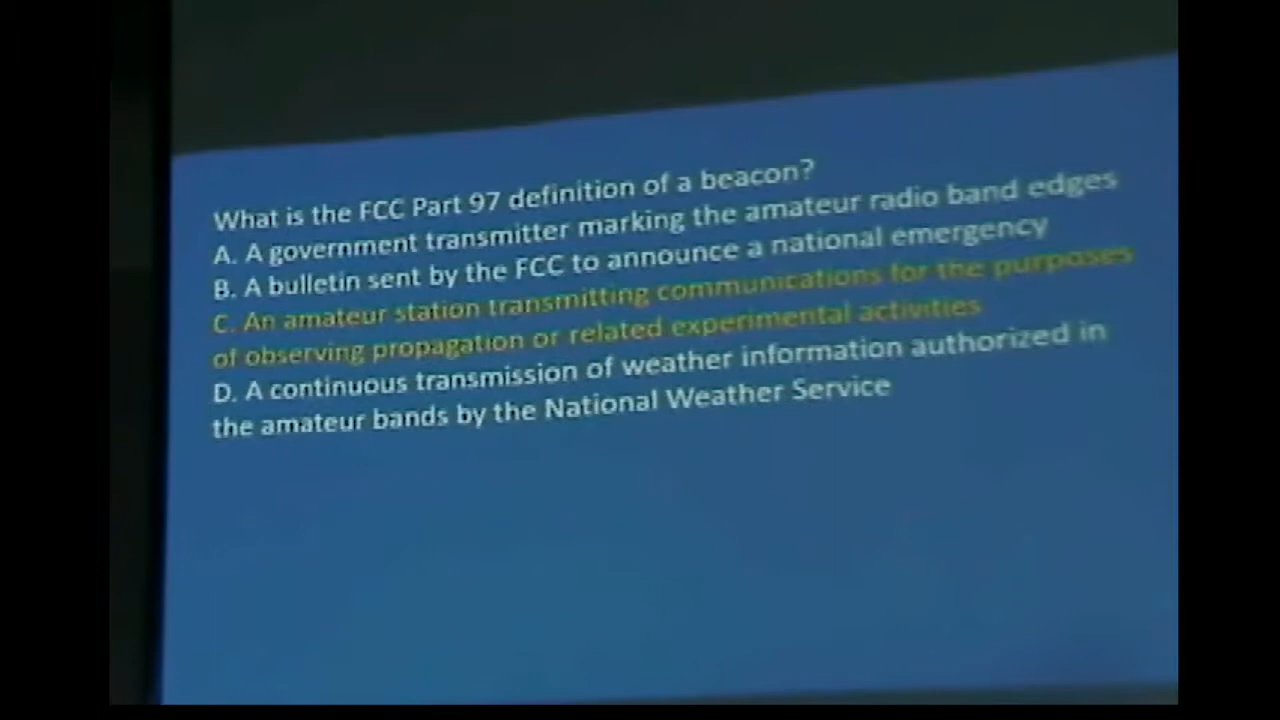 What is the FCC Part 97 definition of a beacon?
A. A government transmitter marking the amateur radio band edges
B. A bulletin sent by the FCC to announce a national emergency
C. An amateur station transmitting communications for the purposes
of observing propagation or related experimental activities
D. A continuous transmission of weather information authorized in
the amateur bands by the National Weather Service